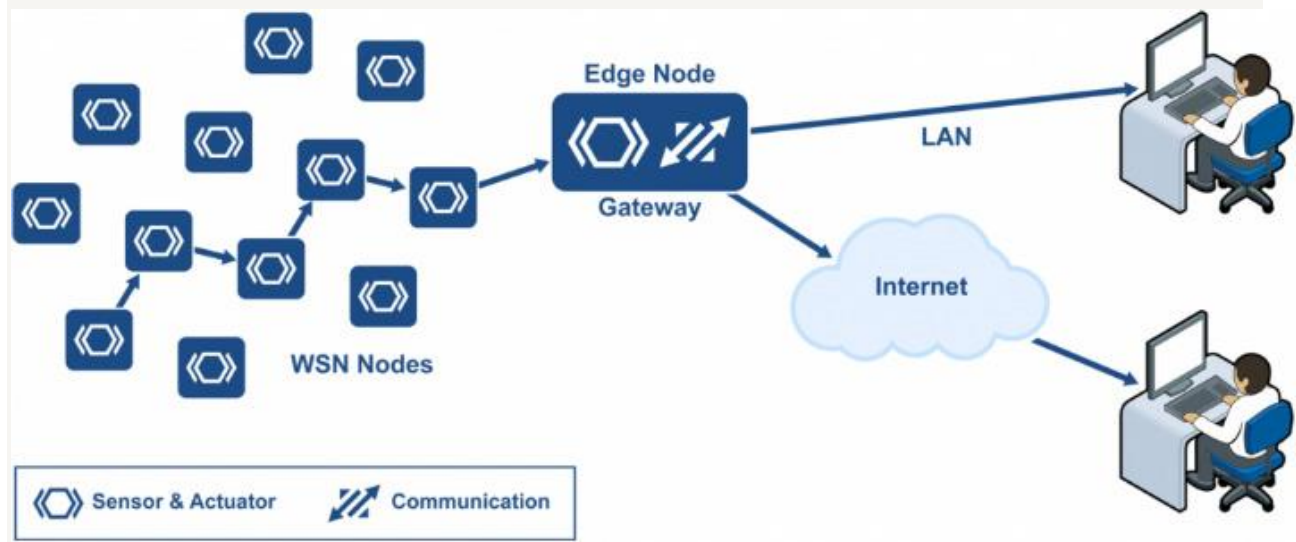 Edge Node
Gateway
LAN
Internet
WSN Nodes
Sensor & Actuator
Communication